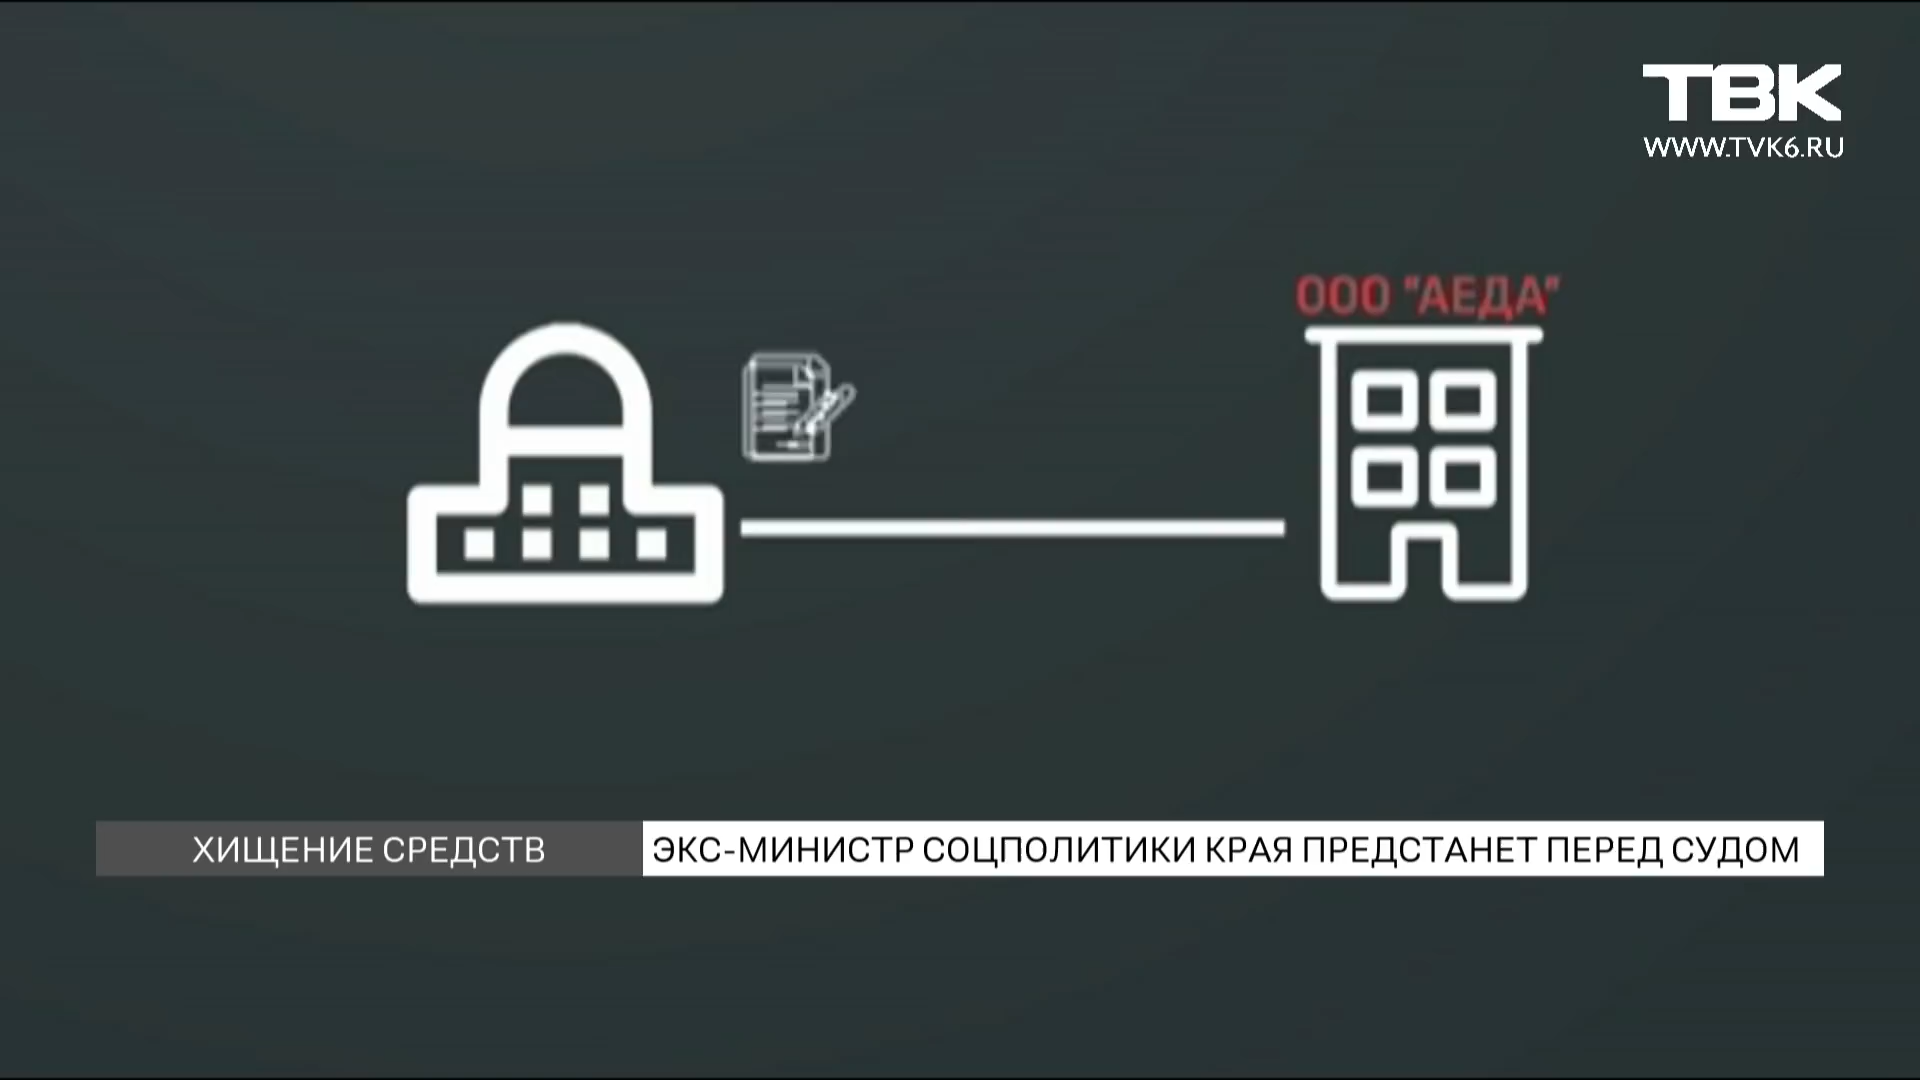 ТВК
WWW.TVK6.RU
ООО "АЕДА"
ХИЩЕНИЕ СРЕДСТВ
ЭКС-МИНИСТР СОЦПОЛИТИКИ КРАЯ ПРЕДСТАНЕТ ПЕРЕД СУДОМ